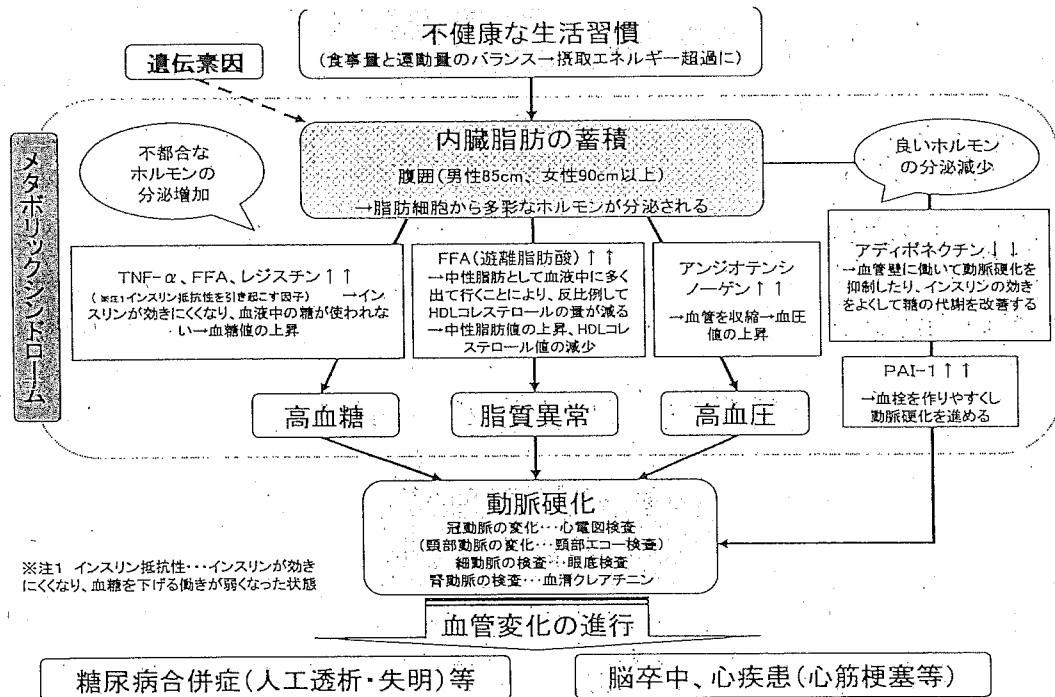 不健康な生活習慣
(食事量と運動量のバランス→摂取エネルギー超過に)
遺伝素因
メタボリックシンドローム
内臓脂肪の蓄積
腹囲(男性85cm、女性90cm以上)
→脂肪細胞から多彩なホルモンが分泌される
不都合な
ホルモンの
分泌増加
良いホルモン
の分泌減少
TNF-α、FFA、レジスチン↑↑
(※注1インスリン抵抗性を引き起こす因子) →イン
スリンが効きにくくなり、血液中の糖が使われな
い→血糖値の上昇
FFA(遊離脂肪酸)↑↑
→中性脂肪として血液中に多く
出て行くことにより、反比例して
HDLコレステロールの量が減る
→中性脂肪値の上昇、HDLコレ
ステロール値の減少
アンジオテンシ
ノーゲン↑↑
→血管を収縮→血圧
値の上昇
アディポネクチン↓↓
→血管壁に働いて動脈硬化を
抑制したり、インスリンの効き
をよくして糖の代謝を改善する
PAI-1↑↑
→血栓を作りやすくし
動脈硬化を進める
高血糖
脂質異常
高血圧
動脈硬化
冠動脈の変化…心電図検査
(頸部動脈の変化…頸部エコー検査)
細動脈の検査…眼底検査
腎動脈の検査…血清クレアチニン
※注1 インスリン抵抗性…インスリンが効き
にくくなり、血糖を下げる働きが弱くなった状態
血管変化の進行
糖尿病合併症(人工透析・失明)等
脳卒中、心疾患(心筋梗塞等)